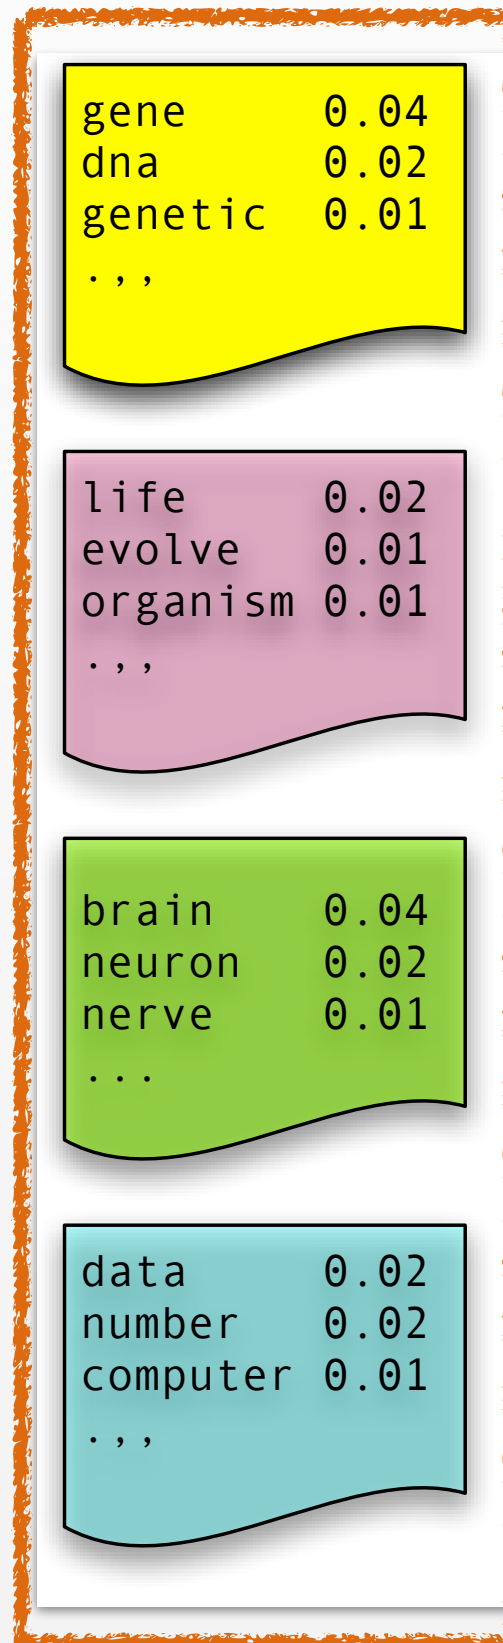 gene 0.04
dna 0.02
genetic 0.01
.,,
life 0.02
evolve 0.01
organism 0.01
.,,
brain 0.04
neuron 0.02
nerve 0.01
...
data 0.02
number 0.02
computer 0.01
.,,